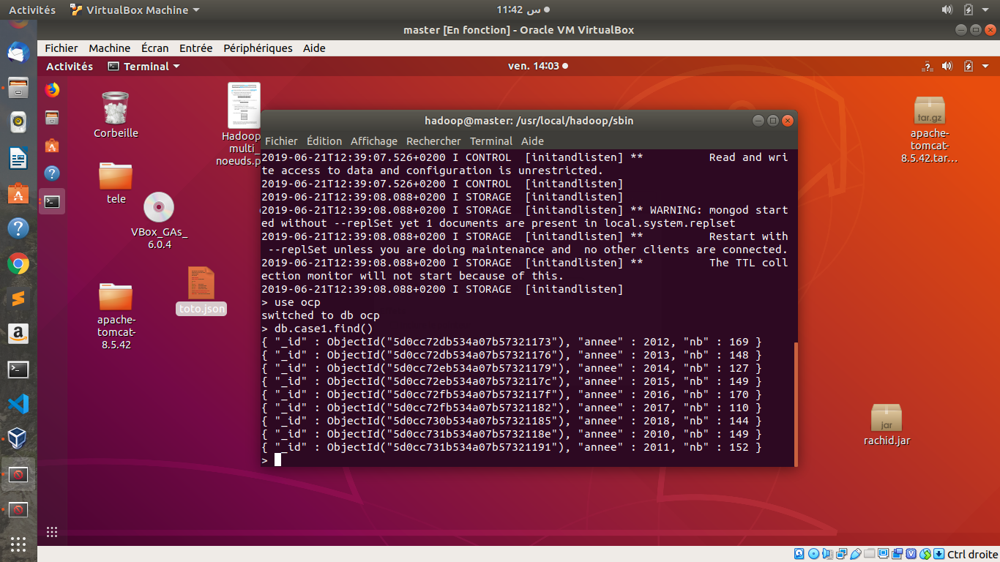 Activités VirtualBox Machine 11:42 س
master [En fonction] - Oracle VM VirtualBox
Fichier Machine Écran Entrée Périphériques Aide
Activités Terminal ven. 14:03
Corbeille
tele
VBox_GAs_
6.0.4
apache-
tomcat-
8.5.42
toto.json
Hadoop
multi
noeuds.p
apache-
tomcat-
8.5.42.tar…
rachid.jar
tar.gz
jar
hadoop@master: /usr/local/hadoop/sbin
Fichier Édition Affichage Rechercher Terminal Aide
2019-06-21T12:39:07.526+0200 I CONTROL  [initandlisten] **          Read and wri
te access to data and configuration is unrestricted.
2019-06-21T12:39:07.526+0200 I CONTROL  [initandlisten]
2019-06-21T12:39:08.088+0200 I STORAGE  [initandlisten]
2019-06-21T12:39:08.088+0200 I STORAGE  [initandlisten] ** WARNING: mongod start
ed without --replSet yet 1 documents are present in local.system.replset
2019-06-21T12:39:08.088+0200 I STORAGE  [initandlisten] **          Restart with
 --replSet unless you are doing maintenance and  no other clients are connected.
2019-06-21T12:39:08.088+0200 I STORAGE  [initandlisten] **          The TTL coll
ection monitor will not start because of this.
2019-06-21T12:39:08.088+0200 I STORAGE  [initandlisten]
> use ocp
switched to db ocp
> db.case1.find()
{ "_id" : ObjectId("5d0cc72db534a07b57321173"), "annee" : 2012, "nb" : 169 }
{ "_id" : ObjectId("5d0cc72db534a07b57321176"), "annee" : 2013, "nb" : 148 }
{ "_id" : ObjectId("5d0cc72eb534a07b57321179"), "annee" : 2014, "nb" : 127 }
{ "_id" : ObjectId("5d0cc72eb534a07b5732117c"), "annee" : 2015, "nb" : 149 }
{ "_id" : ObjectId("5d0cc72fb534a07b5732117f"), "annee" : 2016, "nb" : 170 }
{ "_id" : ObjectId("5d0cc72fb534a07b57321182"), "annee" : 2017, "nb" : 110 }
{ "_id" : ObjectId("5d0cc730b534a07b57321185"), "annee" : 2018, "nb" : 144 }
{ "_id" : ObjectId("5d0cc731b534a07b5732118e"), "annee" : 2010, "nb" : 149 }
{ "_id" : ObjectId("5d0cc731b534a07b57321191"), "annee" : 2011, "nb" : 152 }
>
Ctrl droite